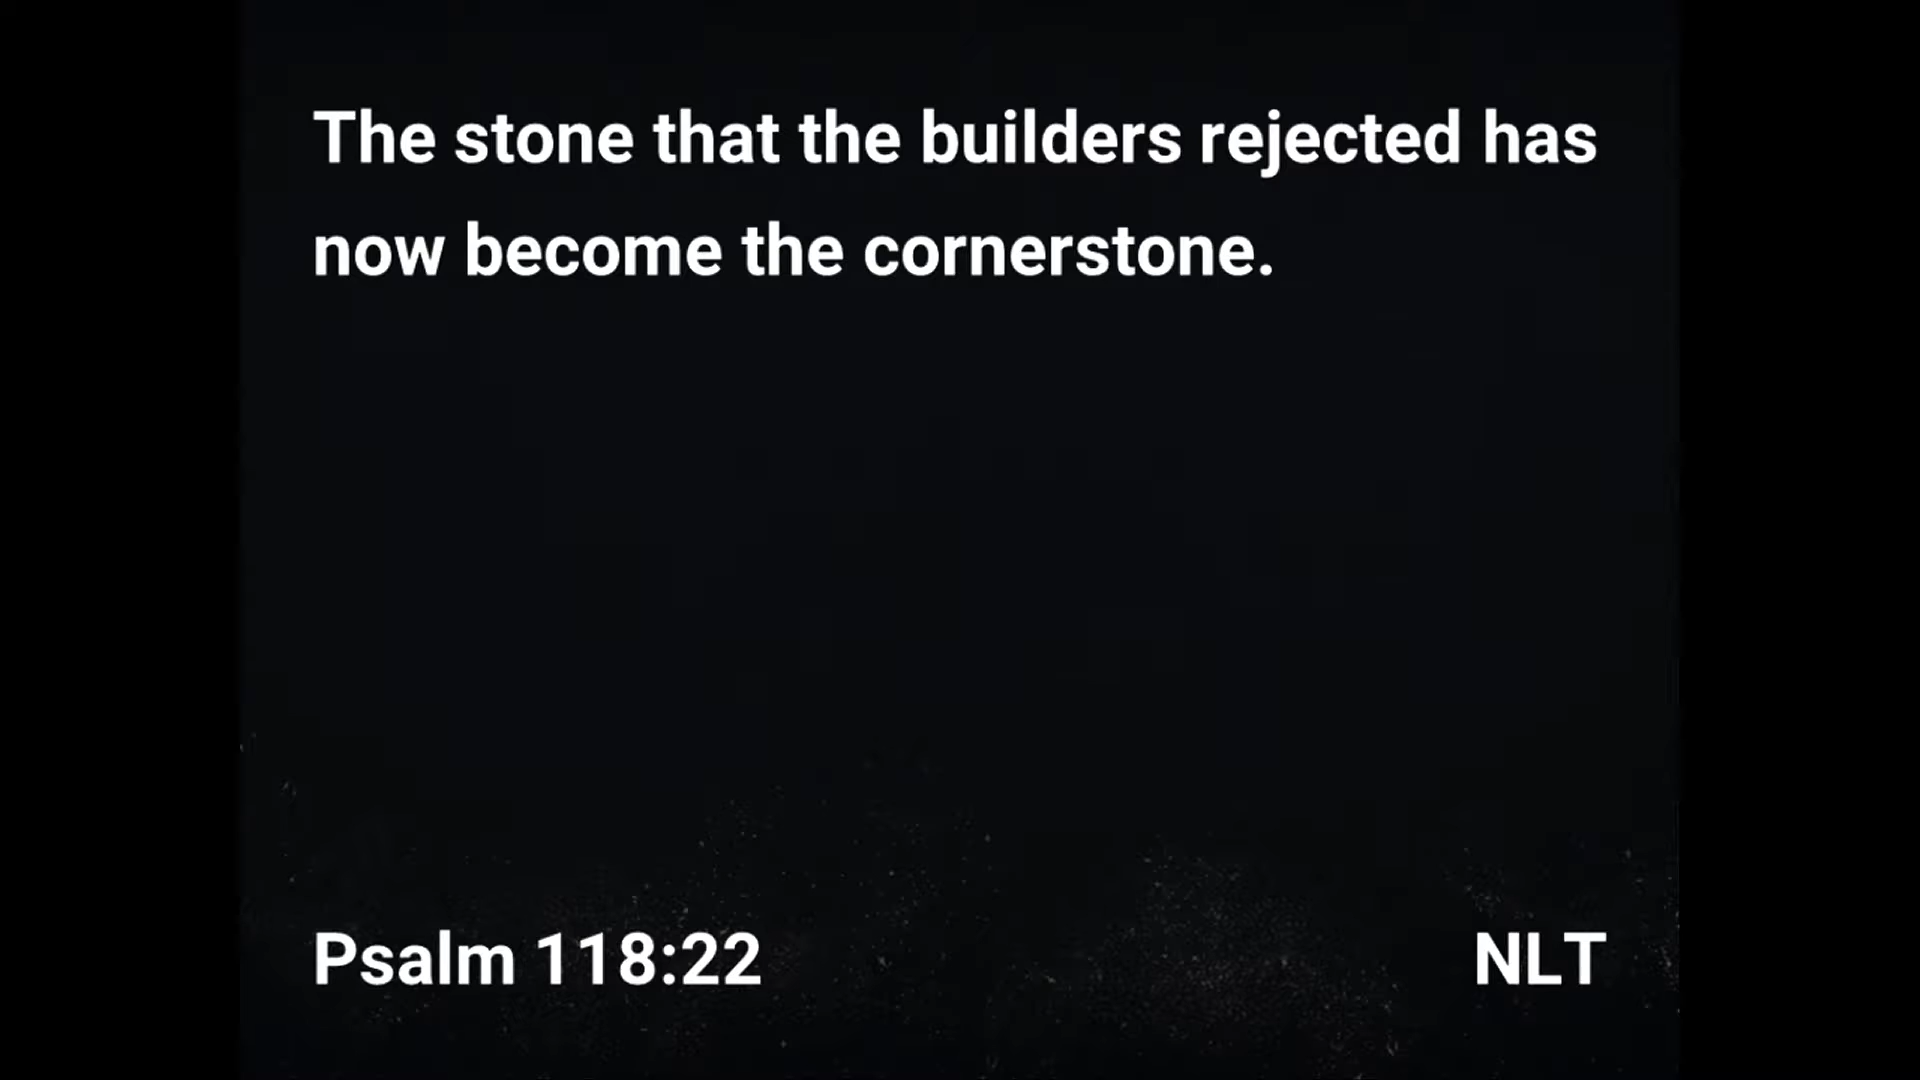 The stone that the builders rejected has
now become the cornerstone.
Psalm 118:22
NLT